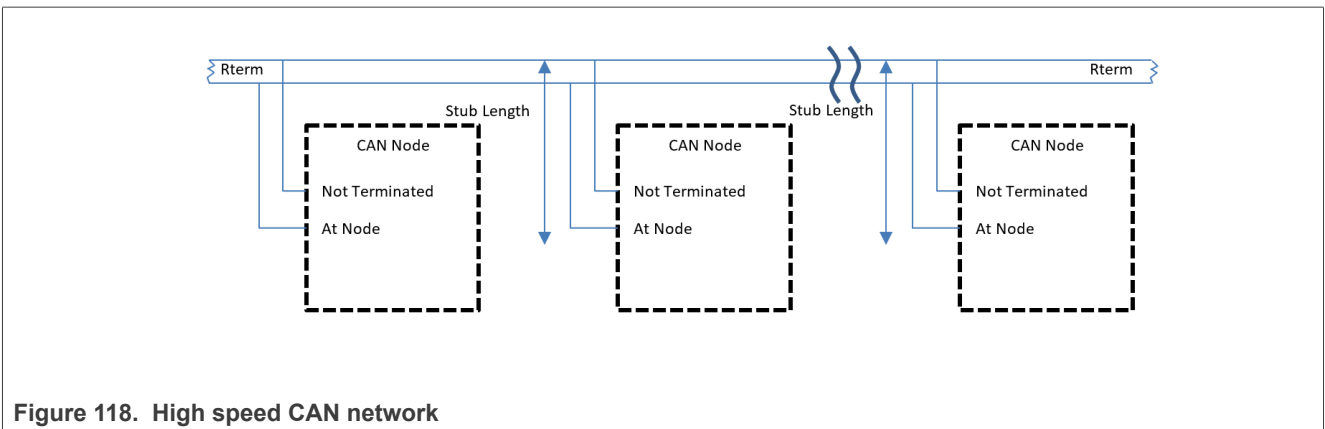 Rterm
Rterm
Stub Length
Stub Length
CAN Node
CAN Node
CAN Node
Not Terminated
Not Terminated
Not Terminated
At Node
At Node
At Node
Figure 118. High speed CAN network